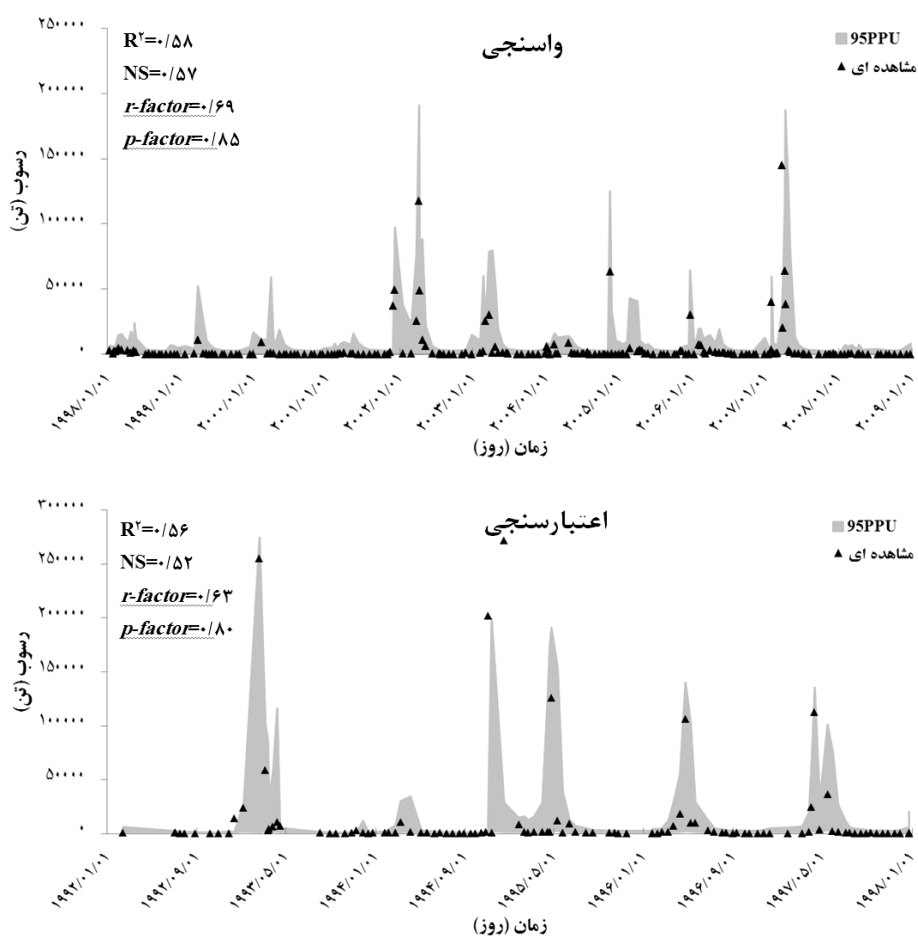 واسنجی
R²=۰/۵۸
NS=۰/۵۷
r-factor=۰/۶۹
p-factor=۰/۸۵
95PPU
مشاهده ای
رسوب (تن)
۲۵۰۰۰۰
۲۰۰۰۰۰
۱۵۰۰۰۰
۱۰۰۰۰۰
۵۰۰۰۰
۰
۱۹۹۸/۰۱/۰۱
۱۹۹۹/۰۱/۰۱
۲۰۰۰/۰۱/۰۱
۲۰۰۱/۰۱/۰۱
۲۰۰۲/۰۱/۰۱
۲۰۰۳/۰۱/۰۱
۲۰۰۴/۰۱/۰۱
۲۰۰۵/۰۱/۰۱
۲۰۰۶/۰۱/۰۱
۲۰۰۷/۰۱/۰۱
۲۰۰۸/۰۱/۰۱
۲۰۰۹/۰۱/۰۱
زمان (روز)
اعتبارسنجی
R²=۰/۵۶
NS=۰/۵۲
r-factor=۰/۶۳
p-factor=۰/۸۰
95PPU
مشاهده ای
رسوب (تن)
۳۰۰۰۰۰
۲۵۰۰۰۰
۲۰۰۰۰۰
۱۵۰۰۰۰
۱۰۰۰۰۰
۵۰۰۰۰
۰
۱۹۹۲/۰۱/۰۱
۱۹۹۲/۰۹/۰۱
۱۹۹۳/۰۵/۰۱
۱۹۹۴/۰۱/۰۱
۱۹۹۴/۰۹/۰۱
۱۹۹۵/۰۵/۰۱
۱۹۹۶/۰۱/۰۱
۱۹۹۶/۰۹/۰۱
۱۹۹۷/۰۵/۰۱
۱۹۹۸/۰۱/۰۱
زمان (روز)